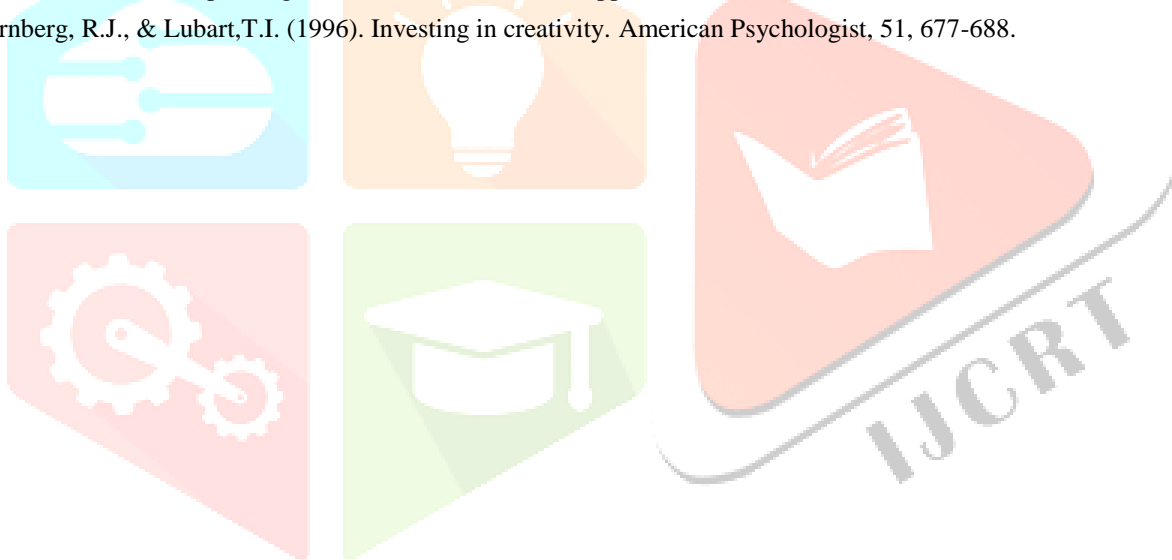 rnberg, R.J., & Lubart,T.I. (1996). Investing in creativity. American Psychologist, 51, 677-688.
IJCRT